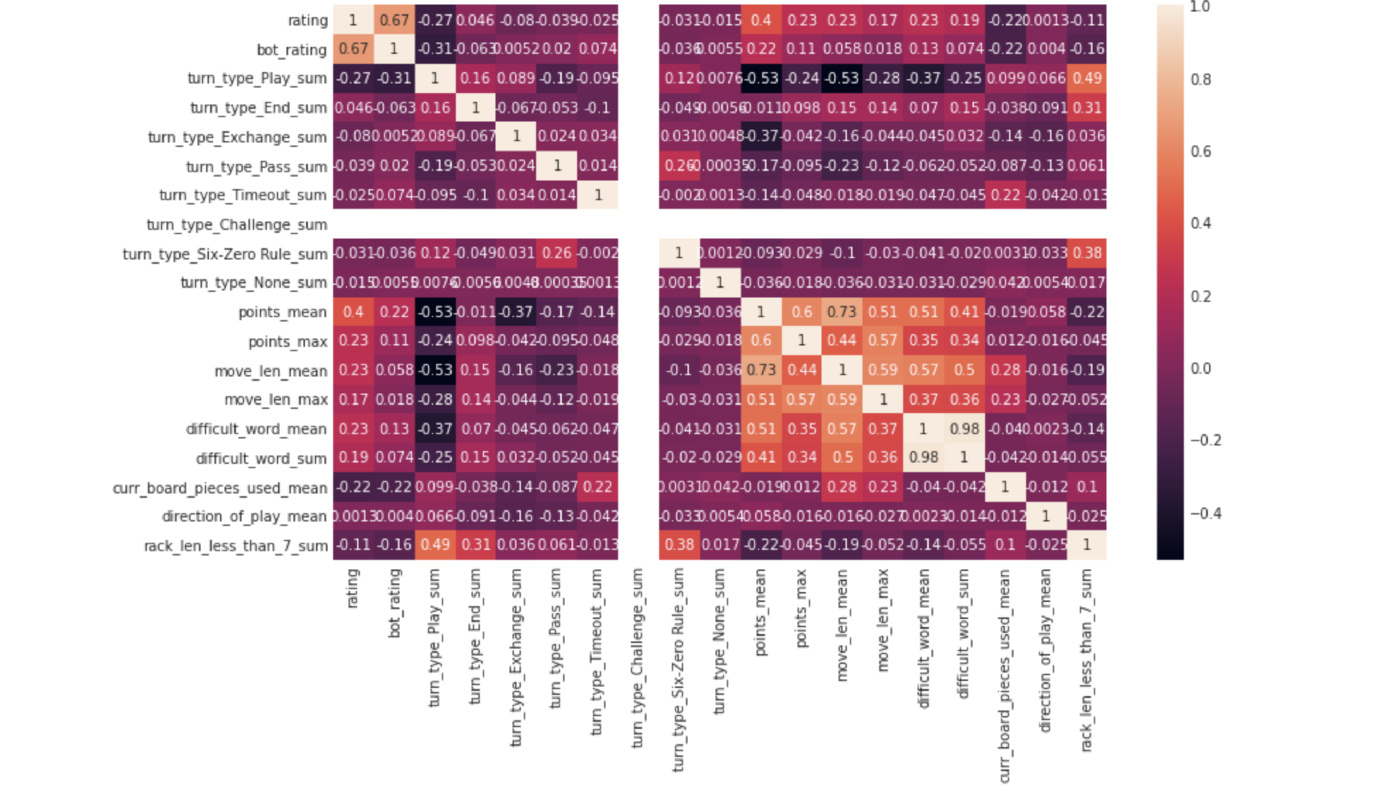 rating 1 0.67 -0.27 0.046 -0.08 -0.039 -0.025 -0.031 -0.015 0.4 0.23 0.23 0.17 0.23 0.19 -0.22 0.0013 -0.11
bot_rating 0.67 1 -0.31 -0.063 0.0052 0.02 0.074 -0.036 0.0055 0.22 0.11 0.058 0.018 0.13 0.074 -0.22 0.004 -0.16
turn_type_Play_sum -0.27 -0.31 1 0.16 0.089 -0.19 -0.095 0.12 0.0076 -0.53 -0.24 -0.53 -0.28 -0.37 -0.25 0.099 0.066 0.49
turn_type_End_sum 0.046 -0.063 0.16 1 -0.067 -0.053 -0.1 -0.049 0.0056 -0.011 0.098 0.15 0.14 0.07 0.15 -0.038 -0.091 0.31
turn_type_Exchange_sum -0.08 0.0052 0.089 -0.067 1 0.024 0.034 0.031 0.0048 -0.37 -0.042 -0.16 -0.044 -0.045 0.032 -0.14 -0.16 0.036
turn_type_Pass_sum -0.039 0.02 -0.19 -0.053 0.024 1 0.014 0.26 -0.17 -0.095 -0.23 -0.12 -0.062 -0.052 -0.087 -0.13 0.061
turn_type_Timeout_sum -0.025 0.074 -0.095 -0.1 0.034 0.014 1 -0.002 0.0013 -0.14 -0.048 -0.018 -0.019 -0.047 -0.045 0.22 -0.042 -0.013
turn_type_Challenge_sum
turn_type_Six-Zero Rule_sum -0.031 -0.036 0.12 -0.049 0.031 0.26 -0.002 1 0.0012 -0.093 -0.029 -0.1 -0.03 -0.041 -0.02 0.0031 -0.033 0.38
turn_type_None_sum -0.015 0.0012 1 -0.036 -0.018 -0.036 -0.031 -0.031 -0.029 0.042 0.0054 0.017
points_mean 0.4 0.22 -0.53 -0.011 -0.37 -0.17 -0.14 -0.093 -0.036 1 0.6 0.73 0.51 0.51 0.41 -0.019 0.058 -0.22
points_max 0.23 0.11 -0.24 0.098 -0.042 -0.095 -0.048 -0.029 -0.018 0.6 1 0.44 0.57 0.35 0.34 0.012 -0.016 -0.045
move_len_mean 0.23 0.058 -0.53 0.15 -0.16 -0.23 -0.018 -0.1 -0.036 0.73 0.44 1 0.59 0.57 0.5 0.28 -0.016 -0.19
move_len_max 0.17 0.018 -0.28 0.14 -0.044 -0.12 -0.019 -0.03 -0.031 0.51 0.57 0.59 1 0.37 0.36 0.23 -0.027 -0.052
difficult_word_mean 0.23 0.13 -0.37 0.07 -0.045 -0.062 -0.047 -0.041 -0.031 0.51 0.35 0.57 0.37 1 0.98 -0.04 0.0023 -0.14
difficult_word_sum 0.19 0.074 -0.25 0.15 0.032 -0.052 -0.045 -0.02 -0.029 0.41 0.34 0.5 0.36 0.98 1 -0.042 -0.014 -0.055
curr_board_pieces_used_mean -0.22 -0.22 0.099 -0.038 -0.14 -0.087 0.22 0.0031 0.042 -0.019 0.012 0.28 0.23 -0.04 -0.042 1 -0.012 0.1
direction_of_play_mean 0.0013 0.004 0.066 -0.091 -0.16 -0.13 -0.042 -0.033 0.0054 0.058 -0.016 -0.016 -0.027 0.0023 -0.014 -0.012 1 -0.025
rack_len_less_than_7_sum -0.11 -0.16 0.49 0.31 0.036 0.061 -0.013 0.38 0.017 -0.22 -0.045 -0.19 -0.052 -0.14 -0.055 0.1 -0.025 1
rating
bot_rating
turn_type_Play_sum
turn_type_End_sum
turn_type_Exchange_sum
turn_type_Pass_sum
turn_type_Timeout_sum
turn_type_Challenge_sum
turn_type_Six-Zero Rule_sum
turn_type_None_sum
points_mean
points_max
move_len_mean
move_len_max
difficult_word_mean
difficult_word_sum
curr_board_pieces_used_mean
direction_of_play_mean
rack_len_less_than_7_sum
1.0
0.8
0.6
0.4
0.2
0.0
−0.2
−0.4